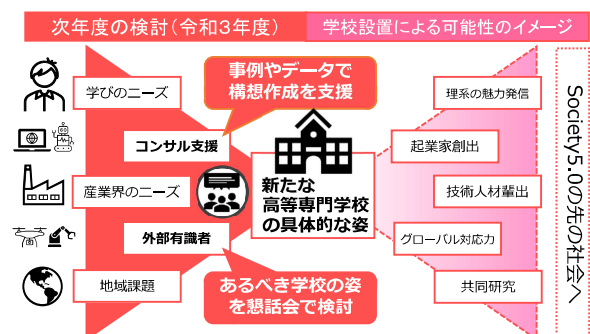 次年度の検討（令和３年度）
学校設置による可能性のイメージ
事例やデータで
構想作成を支援
学びのニーズ
コンサル支援
産業界のニーズ
外部有識者
地域課題
あるべき学校の姿
を懇話会で検討
新たな
高等専門学校
の具体的な姿
理系の魅力発信
起業家創出
技術人材輩出
グローバル対応力
共同研究
Society5.0の先の社会へ